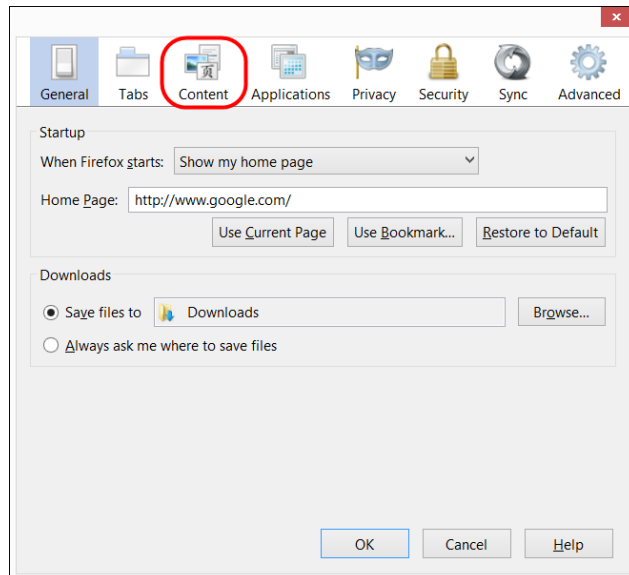 General Tabs Content Applications Privacy Security Sync Advanced
Startup
When Firefox starts: Show my home page
Home Page: http://www.google.com/
Use Current Page Use Bookmark... Restore to Default
Downloads
Save files to Downloads Browse...
Always ask me where to save files
OK Cancel Help